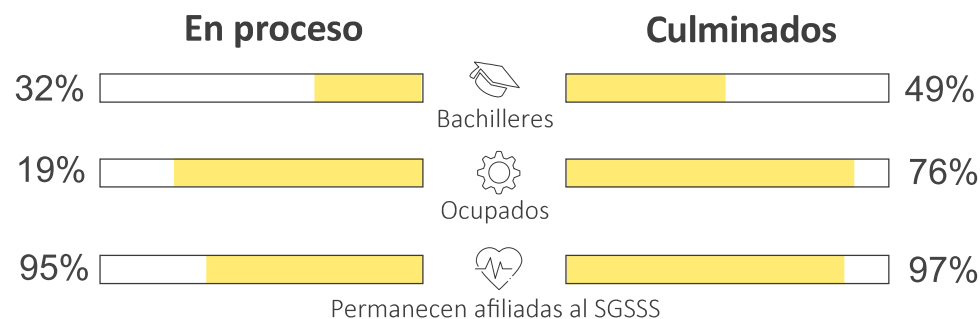 En proceso Culminados
32% 49%
Bachilleres
19% 76%
Ocupados
95% 97%
Permanecen afiliadas al SGSSS